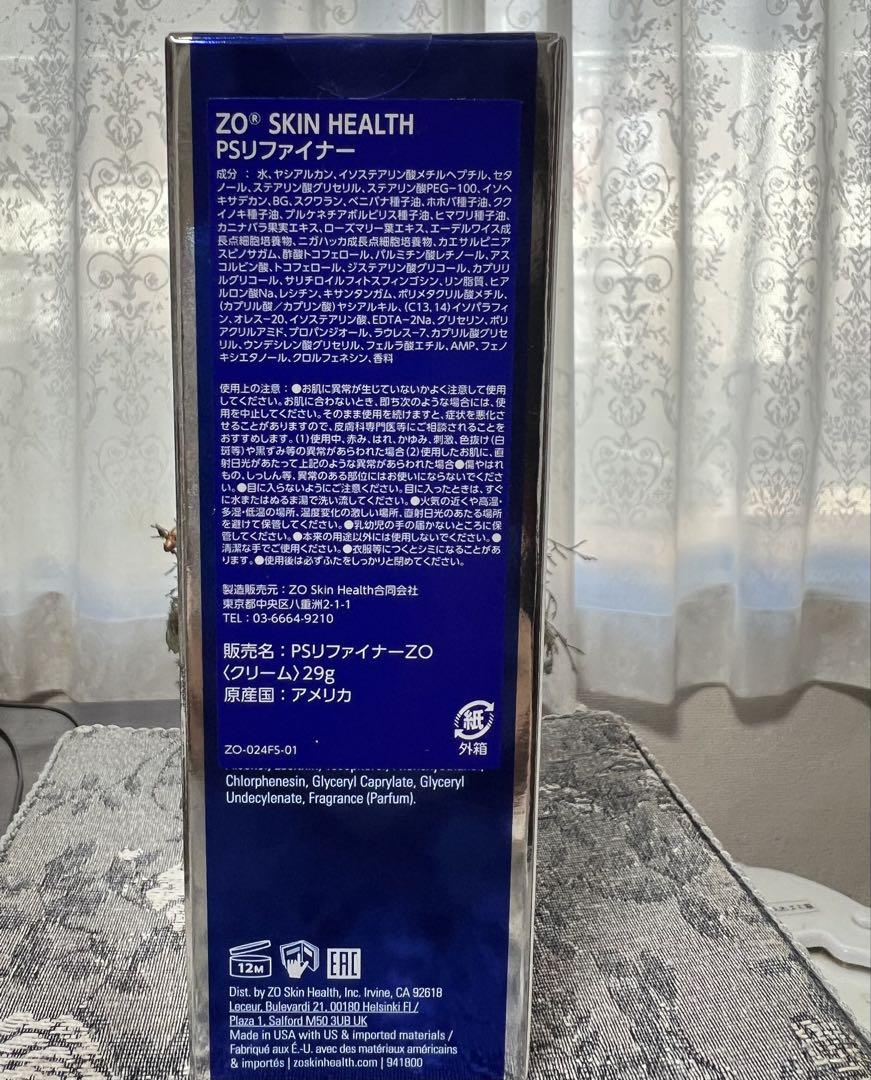 ZO® SKIN HEALTH
PSリファイナー
成分 : 水、ヤシアルカン、イソステアリン酸メチルヘプチル、セタ
ノール、ステアリン酸グリセリル、ステアリン酸PEG-100、イソヘ
キサデカン、BG、スクワラン、ベニバナ種子油、ホホバ種子油、クク
イノキ種子油、プルケネチアボルビリス種子油、ヒマワリ種子油、
カニナバラ果実エキス、ローズマリー葉エキス、エーデルワイス成
長点細胞培養物、ニガハッカ成長点細胞培養物、カエサルピニア
スピノサガム、酢酸トコフェロール、パルミチン酸レチノール、アス
コルビン酸、トコフェロール、ジステアリン酸グリコール、カプリリ
ルグリコール、サリチロイルフィトスフィンゴシン、リン脂質、ヒア
ルロン酸Na、レシチン、キサンタンガム、ポリメタクリル酸メチル、
(カプリル酸/カプリン酸)ヤシアルキル、(C13,14)イソパラフィ
ン、オレス-20、イソステアリン酸、EDTA-2Na、グリセリン、ポリ
アクリルアミド、プロパンジオール、ラウレス-7、カプリル酸グリセ
リル、ウンデシレン酸グリセリル、フェルラ酸エチル、AMP、フェノ
キシエタノール、クロルフェネシン、香料
使用上の注意 : ●お肌に異常が生じていないかよく注意して使用
してください。お肌に合わないとき、即ち次のような場合には、使
用を中止してください。そのまま使用を続けますと、症状を悪化さ
せることがありますので、皮膚科専門医等にご相談されることを
おすすめします。(1)使用中、赤み、はれ、かゆみ、刺激、色抜け(白
斑等)や黒ずみ等の異常があらわれた場合(2)使用したお肌に、直
射日光があたって上記のような異常があらわれた場合●傷やはれ
もの、しっしん等、異常のある部位にはお使いにならないでくださ
い。●目に入らないようにご注意ください。目に入ったときは、すぐ
に水またはぬるま湯で洗い流してください。●火気の近くや高温・
多湿・低温の場所、温度変化の激しい場所、直射日光のあたる場所
を避けて保管してください。●乳幼児の手の届かないところに保
管してください。●本来の用途以外には使用しないでください。●
清潔な手でご使用ください。●衣服等につくとシミになることがあ
ります。●使用後は必ずふたをしっかりと閉めてください。
製造販売元 : ZO Skin Health合同会社
東京都中央区八重洲2-1-1
TEL : 03-6664-9210
販売名 : PSリファイナーZO
〈クリーム〉29g
原産国 : アメリカ
紙
外箱
ZO-024FS-01
Chlorphenesin, Glyceryl Caprylate, Glyceryl
Undecylenate, Fragrance (Parfum).
12M
EAC
Dist. by ZO Skin Health, Inc. Irvine, CA 92618
Leceur, Bulevardi 21, 00180 Helsinki FI /
Plaza 1, Salford M50 3UB UK
Made in USA with US & imported materials /
Fabriqué aux É.-U. avec des matériaux américains
& importés | zoskinhealth.com | 941800